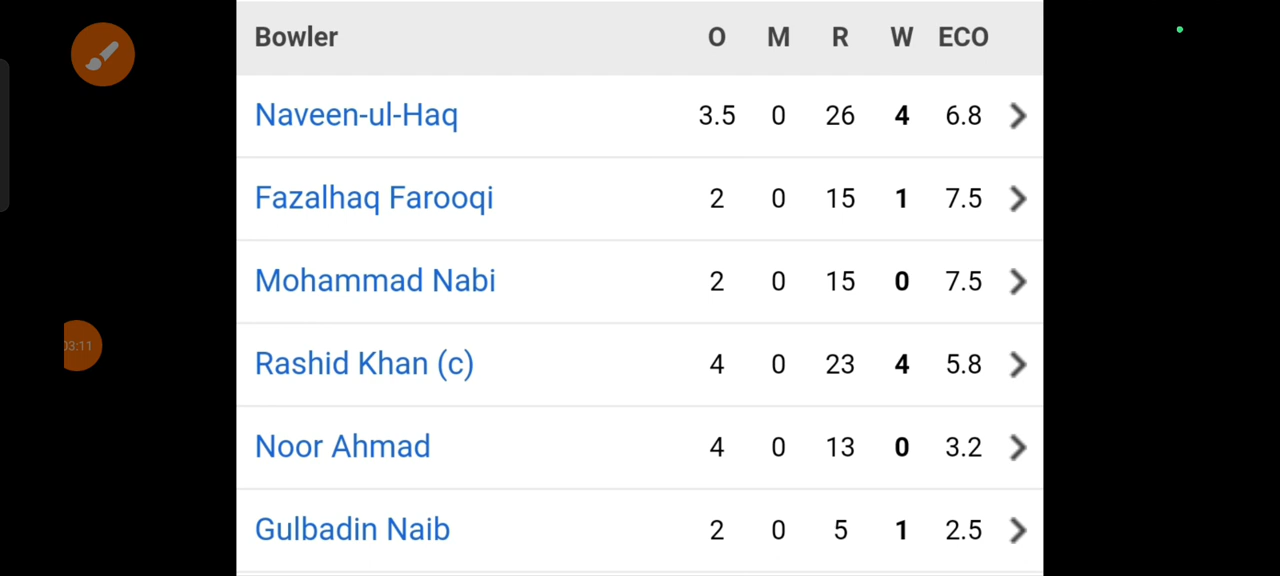 Bowler O M R W ECO
Naveen-ul-Haq 3.5 0 26 4 6.8
Fazalhaq Farooqi 2 0 15 1 7.5
Mohammad Nabi 2 0 15 0 7.5
03:11
Rashid Khan (c) 4 0 23 4 5.8
Noor Ahmad 4 0 13 0 3.2
Gulbadin Naib 2 0 5 1 2.5